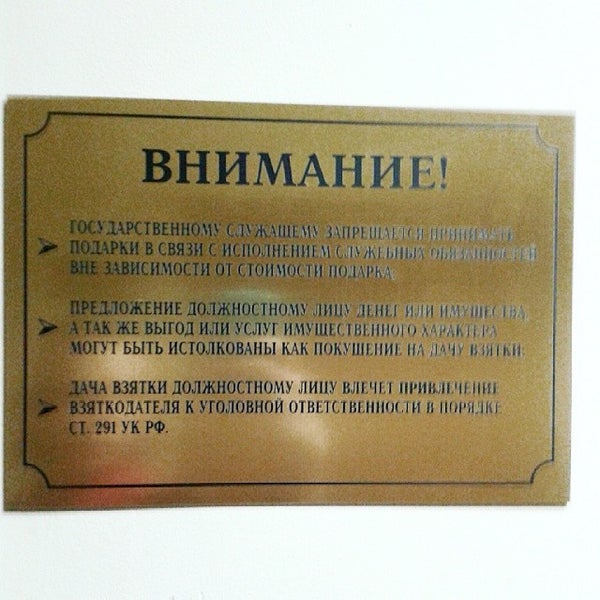 ВНИМАНИЕ!
ГОСУДАРСТВЕННОМУ СЛУЖАЩЕМУ ЗАПРЕЩАЕТСЯ ПРИНИМАТЬ
ПОДАРКИ В СВЯЗИ С ИСПОЛНЕНИЕМ СЛУЖЕБНЫХ ОБЯЗАННОСТЕЙ
ВНЕ ЗАВИСИМОСТИ ОТ СТОИМОСТИ ПОДАРКА;
ПРЕДЛОЖЕНИЕ ДОЛЖНОСТНОМУ ЛИЦУ ДЕНЕГ ИЛИ ИМУЩЕСТВА,
А ТАК ЖЕ ВЫГОД ИЛИ УСЛУГ ИМУЩЕСТВЕННОГО ХАРАКТЕРА
МОГУТ БЫТЬ ИСТОЛКОВАНЫ КАК ПОКУШЕНИЕ НА ДАЧУ ВЗЯТКИ;
ДАЧА ВЗЯТКИ ДОЛЖНОСТНОМУ ЛИЦУ ВЛЕЧЕТ ПРИВЛЕЧЕНИЕ
ВЗЯТКОДАТЕЛЯ К УГОЛОВНОЙ ОТВЕТСТВЕННОСТИ В ПОРЯДКЕ
СТ. 291 УК РФ.